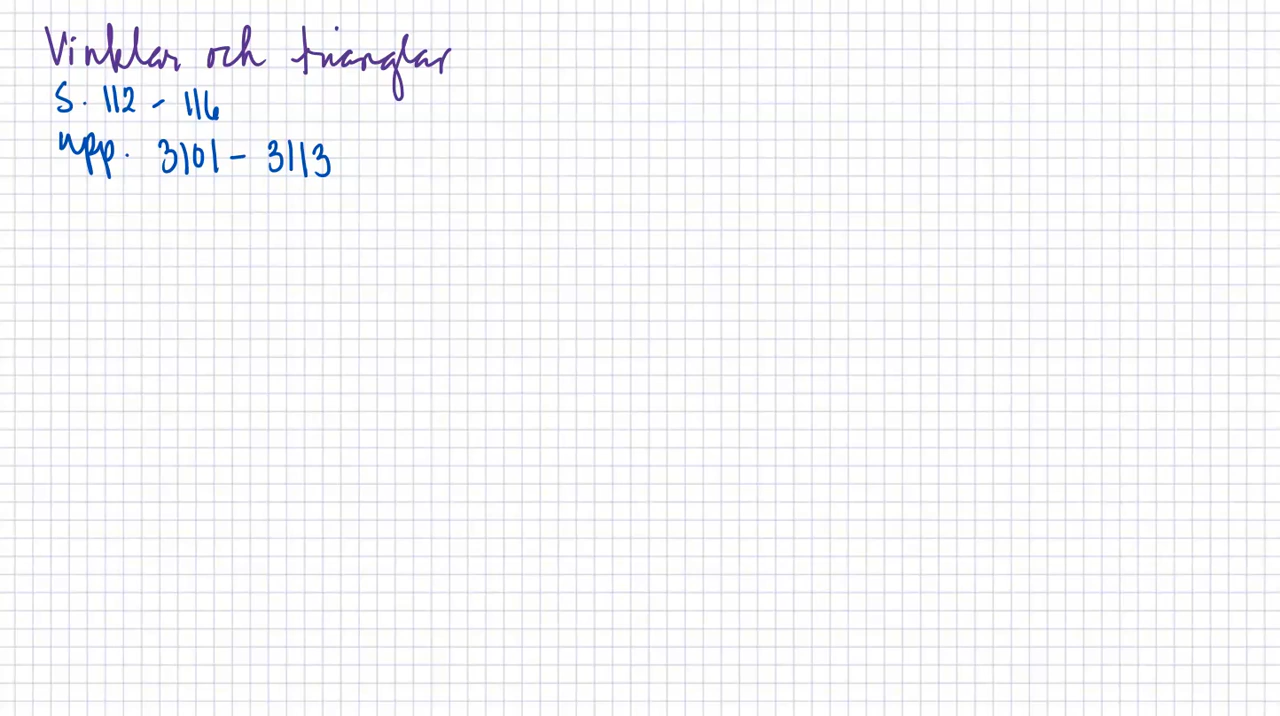 Vinklar och trianglar
S. 112 - 116
Upp. 3101 - 3113